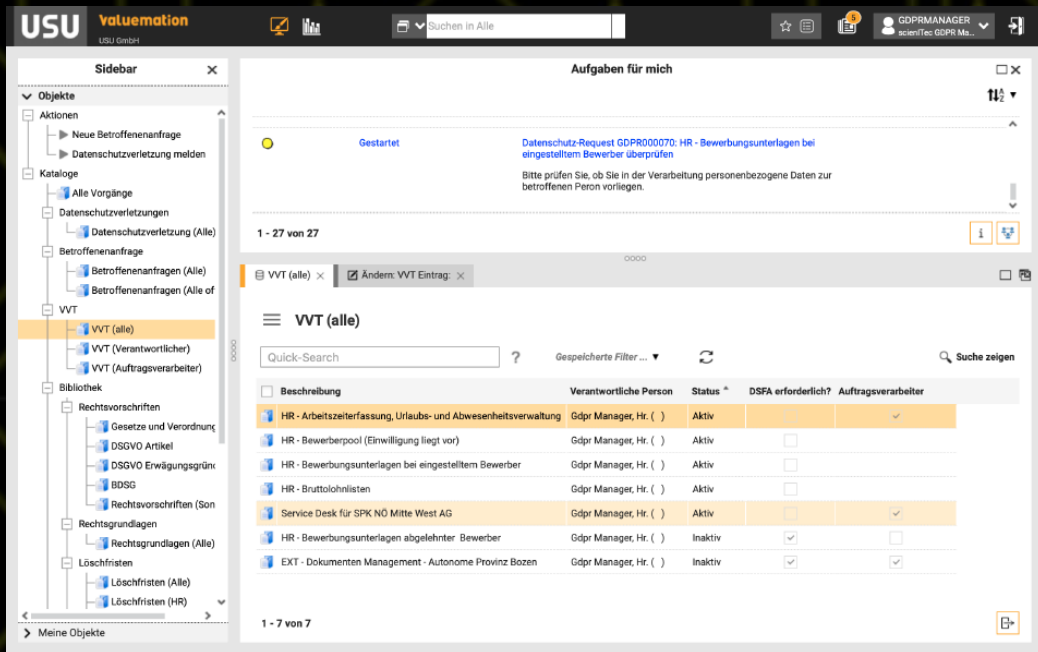 USU
Valuemation
USU GmbH
Suchen in Alle
5
GDPRMANAGER
scienITec GDPR Ma..
Sidebar
Objekte
Aktionen
Neue Betroffenenanfrage
Datenschutzverletzung melden
Kataloge
Alle Vorgänge
Datenschutzverletzungen
Datenschutzverletzung (Alle)
Betroffenenanfrage
Betroffenenanfragen (Alle)
Betroffenenanfragen (Alle of
VVT
VVT (alle)
VVT (Verantwortlicher)
VVT (Auftragsverarbeiter)
Bibliothek
Rechtsvorschriften
Gesetze und Verordnung
DSGVO Artikel
DSGVO Erwägungsgrün
BDSG
Rechtsvorschriften (Son
Rechtsgrundlagen
Rechtsgrundlagen (Alle)
Löschfristen
Löschfristen (Alle)
Löschfristen (HR)
Meine Objekte
Aufgaben für mich
Gestartet
Datenschutz-Request GDPR000070: HR - Bewerbungsunterlagen bei
eingestelltem Bewerber überprüfen
Bitte prüfen Sie, ob Sie in der Verarbeitung personenbezogene Daten zur
betroffenen Peron vorliegen.
1 - 27 von 27
VVT (alle)
Ändern: VVT Eintrag:
VVT (alle)
Quick-Search
?
Gespeicherte Filter ...
Suche zeigen
Beschreibung Verantwortliche Person Status DSFA erforderlich? Auftragsverarbeiter
HR - Arbeitszeiterfassung, Urlaubs- und Abwesenheitsverwaltung Gdpr Manager, Hr. ( ) Aktiv
HR - Bewerberpool (Einwilligung liegt vor) Gdpr Manager, Hr. ( ) Aktiv
HR - Bewerbungsunterlagen bei eingestelltem Bewerber Gdpr Manager, Hr. ( ) Aktiv
HR - Bruttolohnlisten Gdpr Manager, Hr. ( ) Aktiv
Service Desk für SPK NÖ Mitte West AG Gdpr Manager, Hr. ( ) Aktiv
HR - Bewerbungsunterlagen abgelehnter Bewerber Gdpr Manager, Hr. ( ) Inaktiv
EXT - Dokumenten Management - Autonome Provinz Bozen Gdpr Manager, Hr. ( ) Inaktiv
1 - 7 von 7